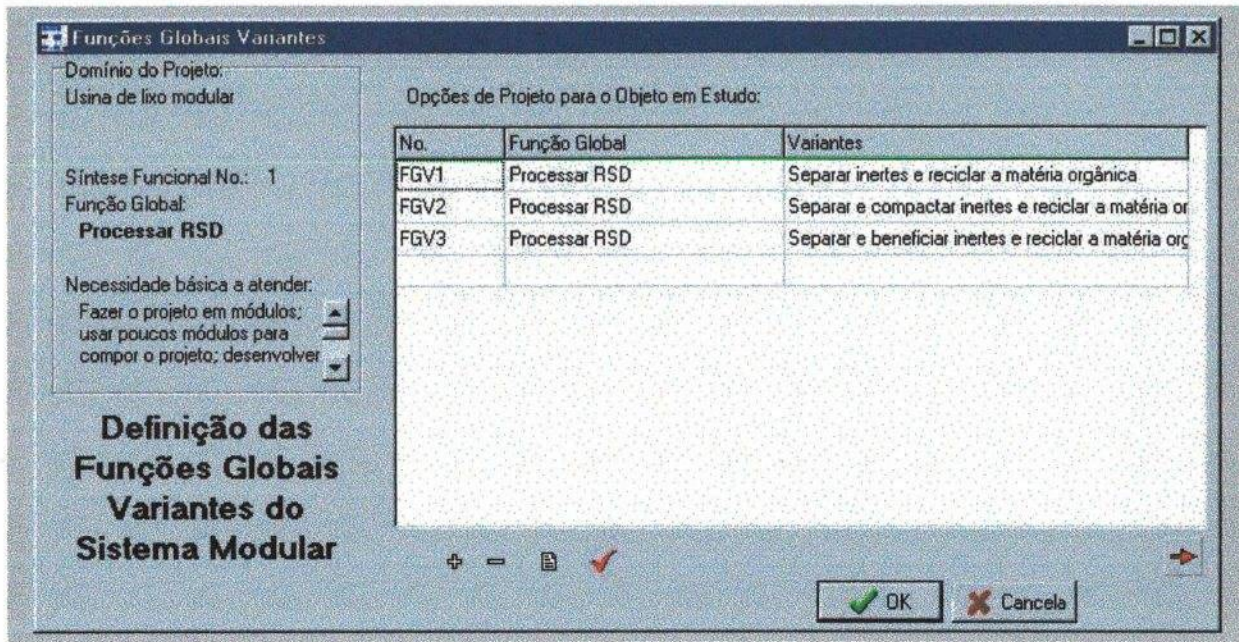 Funções Globais Variantes
Domínio do Projeto:
Usina de lixo modular
Síntese Funcional No.: 1
Função Global:
Processar RSD
Necessidade básica a atender:
Fazer o projeto em módulos;
usar poucos módulos para
compor o projeto; desenvolver
Definição das
Funções Globais
Variantes do
Sistema Modular
Opções de Projeto para o Objeto em Estudo:
No. Função Global Variantes
FGV1 Processar RSD Separar inertes e reciclar a matéria orgânica
FGV2 Processar RSD Separar e compactar inertes e reciclar a matéria or
FGV3 Processar RSD Separar e beneficiar inertes e reciclar a matéria org
OK Cancela